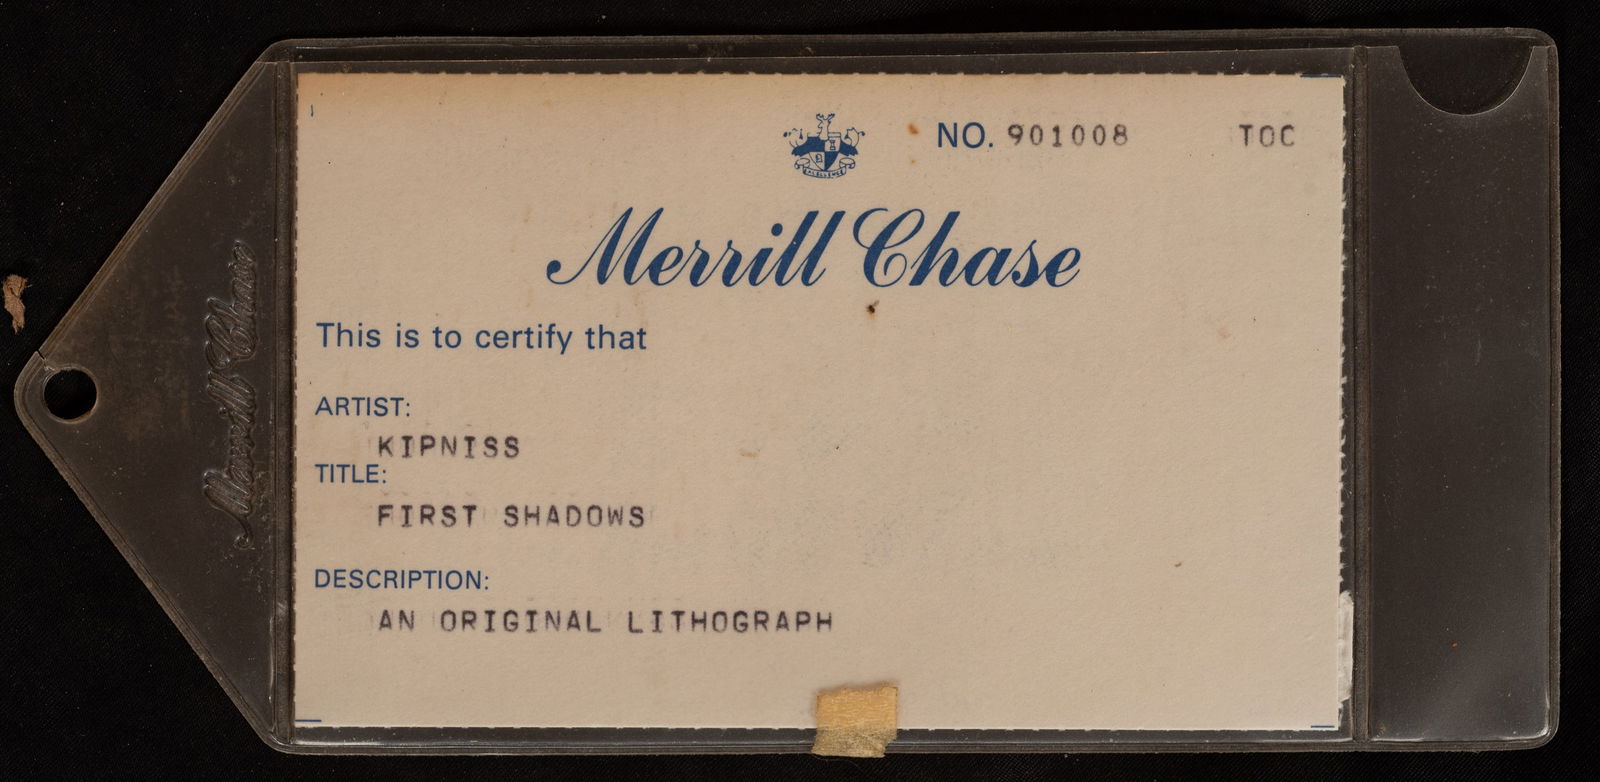 NO. 901008 TOC
EXCELLENCE
Merrill Chase
This is to certify that
ARTIST:
KIPNISS
TITLE:
FIRST SHADOWS
DESCRIPTION:
AN ORIGINAL LITHOGRAPH
Merrill Chase